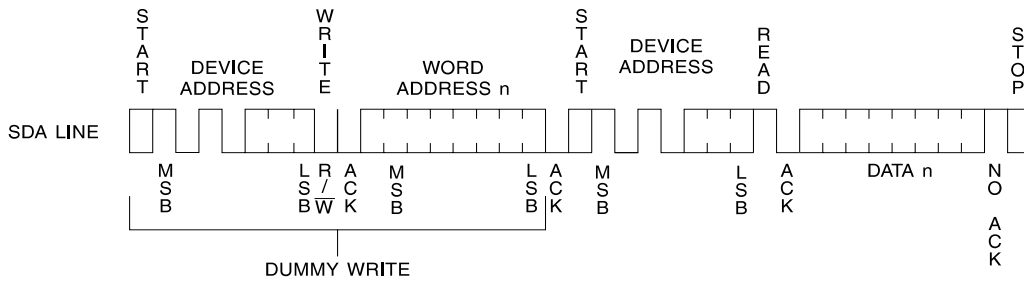 START
WRITE
START
READ
STOP
DEVICE
ADDRESS
WORD
ADDRESS n
DEVICE
ADDRESS
SDA LINE
MSB
LSB
R/W̅
ACK
MSB
LSB
ACK
MSB
LSB
ACK
DATA n
NO ACK
DUMMY WRITE